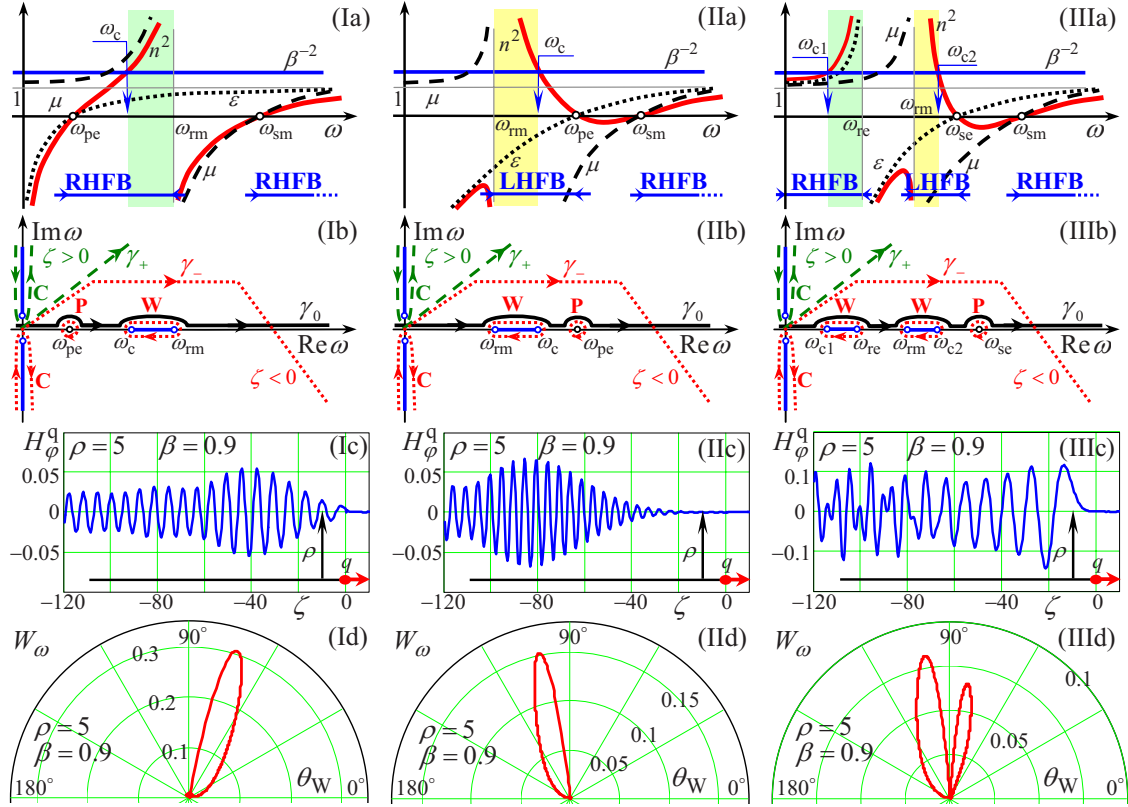 (Ia)
ω_c
n²
β⁻²
1
μ
ε
ω_pe
ω_rm
ω_sm
ω
μ
RHFB
RHFB
(IIa)
n²
ω_c
β⁻²
1
μ
ω_rm
ω_pe
ω_sm
ω
ε
μ
LHFB
RHFB
(IIIa)
ω_c1
n²
ω_c2
β⁻²
1
μ
ω_rm
ω_re
ω_se
ω_sm
ω
ε
μ
RHFB
LHFB
RHFB
(Ib)
Im ω
ζ > 0
γ₊
γ₋
C
P
W
γ₀
ω_pe
ω_c
ω_rm
Re ω
C
ζ < 0
(IIb)
Im ω
ζ > 0
γ₊
γ₋
C
W
P
γ₀
ω_rm
ω_c
ω_pe
Re ω
C
ζ < 0
(IIIb)
Im ω
ζ > 0
γ₊
γ₋
C
W
W
P
γ₀
ω_c1
ω_re
ω_rm
ω_c2
ω_se
Re ω
C
ζ < 0
H_φ^q
ρ = 5
β = 0.9
(Ic)
0.05
0
−0.05
ρ
q
−120
−80
−40
ζ
0
H_φ^q
ρ = 5
β = 0.9
(IIc)
0.05
0
−0.05
ρ
q
−120
−80
−40
ζ
0
H_φ^q
ρ = 5
β = 0.9
(IIIc)
0.1
0
−0.1
ρ
q
−120
−80
−40
ζ
0
W_ω
90°
(Id)
0.3
0.2
0.1
ρ = 5
β = 0.9
180°
θ_W
0°
W_ω
90°
(IId)
0.15
0.1
0.05
ρ = 5
β = 0.9
180°
θ_W
0°
W_ω
90°
(IIId)
0.1
0.05
ρ = 5
β = 0.9
180°
θ_W
0°